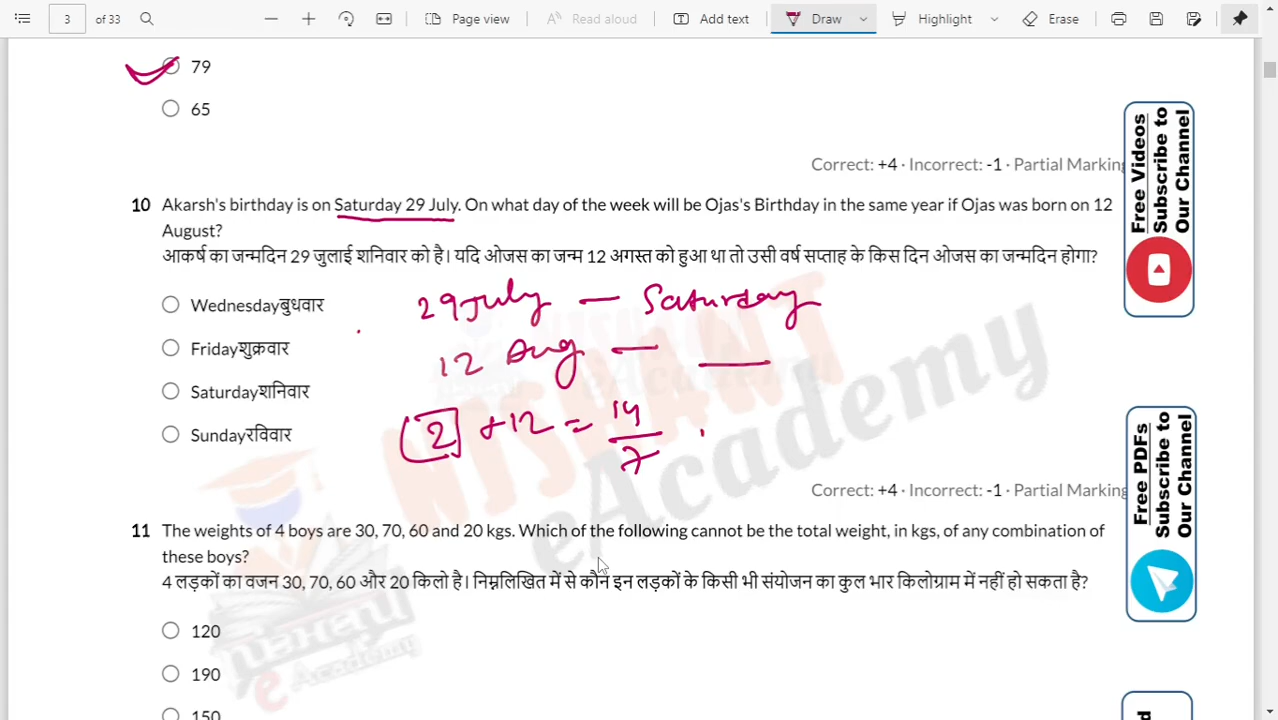 3 of 33 Page view Read aloud Add text Draw Highlight Erase
79
65
Correct: +4 · Incorrect: -1 · Partial Marking
10 Akarsh's birthday is on Saturday 29 July. On what day of the week will be Ojas's Birthday in the same year if Ojas was born on 12
August?
आकर्ष का जन्मदिन 29 जुलाई शनिवार को है। यदि ओजस का जन्म 12 अगस्त को हुआ था तो उसी वर्ष सप्ताह के किस दिन ओजस का जन्मदिन होगा?
Wednesdayबुधवार
29 July — Saturday
Fridayशुक्रवार
12 Aug —
Saturdayशनिवार
Sundayरविवार
(2 + 12 = 14/7
Correct: +4 · Incorrect: -1 · Partial Marking
11 The weights of 4 boys are 30, 70, 60 and 20 kgs. Which of the following cannot be the total weight, in kgs, of any combination of
these boys?
4 लड़कों का वजन 30, 70, 60 और 20 किलो है। निम्नलिखित में से कौन इन लड़कों के किसी भी संयोजन का कुल भार किलोग्राम में नहीं हो सकता है?
120
190
150
Free Videos
Subscribe to
Our Channel
Free PDFs
Subscribe to
Our Channel
NISHANT
eAcademy
eAcademy